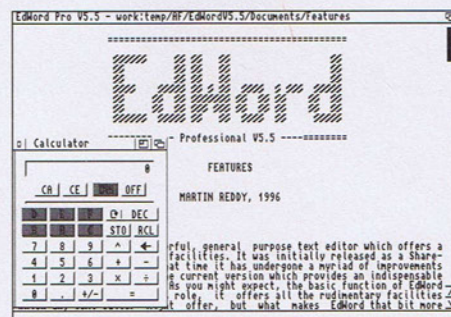 EdWord Pro V5.5 - work:temp/AF/EdWordV5.5/Documents/Features
EdWord
- Professional V5.5 ----========
FEATURES
MARTIN REDDY, 1996
Calculator
0
CA CE OFF
DEC
STO RCL
7 8 9 ^ ←
4 5 6 + -
1 2 3 × ÷
0 . +/- =
rful, general purpose text editor which offers a
facilities. It was initially released as a Share-
at time it has undergone a myriad of improvements
e current version which provides an indispensable
As you might expect, the basic function of EdWord
role, it offers all the rudimentary facilities
offer, but what makes EdWord that bit more